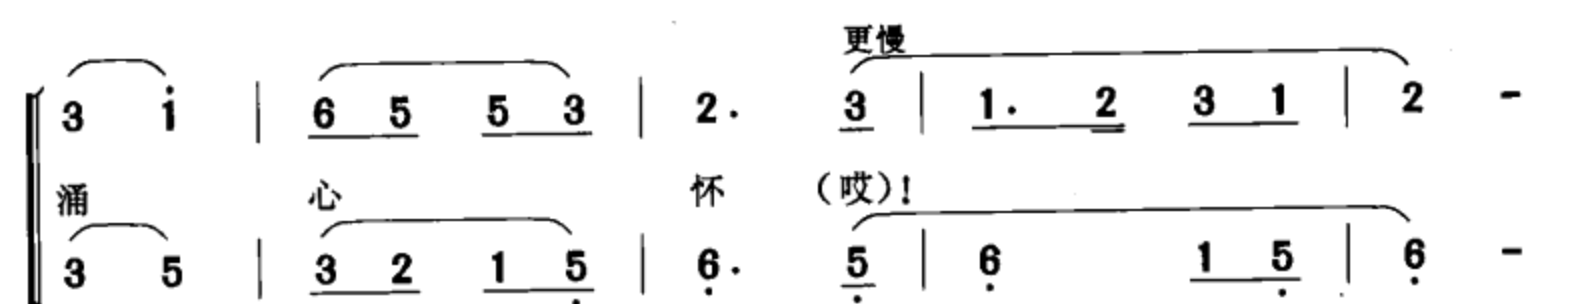 更慢
3 i̇ | 6 5 5 3 | 2. 3 | 1. 2 3 1 | 2 -
涌 心 怀 （哎）！
3 5 | 3 2 1 5̣ | 6̣. 5̣ | 6̣ 1 5̣ | 6̣ -